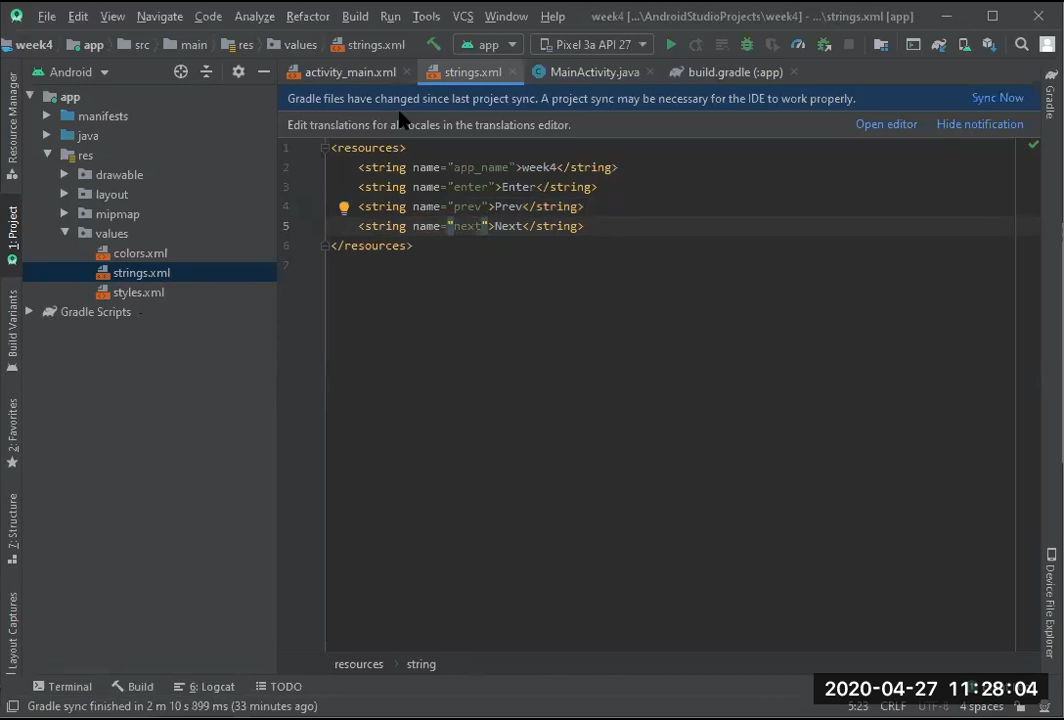 File Edit View Navigate Code Analyze Refactor Build Run Tools VCS Window Help week4 [...\AndroidStudioProjects\week4] - ...\strings.xml [app]
week4 app src main res values strings.xml app Pixel 3a API 27
Android activity_main.xml strings.xml MainActivity.java build.gradle (:app)
Gradle files have changed since last project sync. A project sync may be necessary for the IDE to work properly. Sync Now
Edit translations for all locales in the translations editor. Open editor Hide notification
Resource Manager
1: Project
Build Variants
2: Favorites
7: Structure
Layout Captures
app
manifests
java
res
drawable
layout
mipmap
values
colors.xml
strings.xml
styles.xml
Gradle Scripts
1 <resources>
2 <string name="app_name">week4</string>
3 <string name="enter">Enter</string>
4 <string name="prev">Prev</string>
5 <string name="next">Next</string>
6 </resources>
7
Gradle
Device File Explorer
resources string
Terminal Build 6: Logcat TODO
2020-04-27 11:28:04
Gradle sync finished in 2 m 10 s 899 ms (33 minutes ago) 5:23 CRLF UTF-8 4 spaces